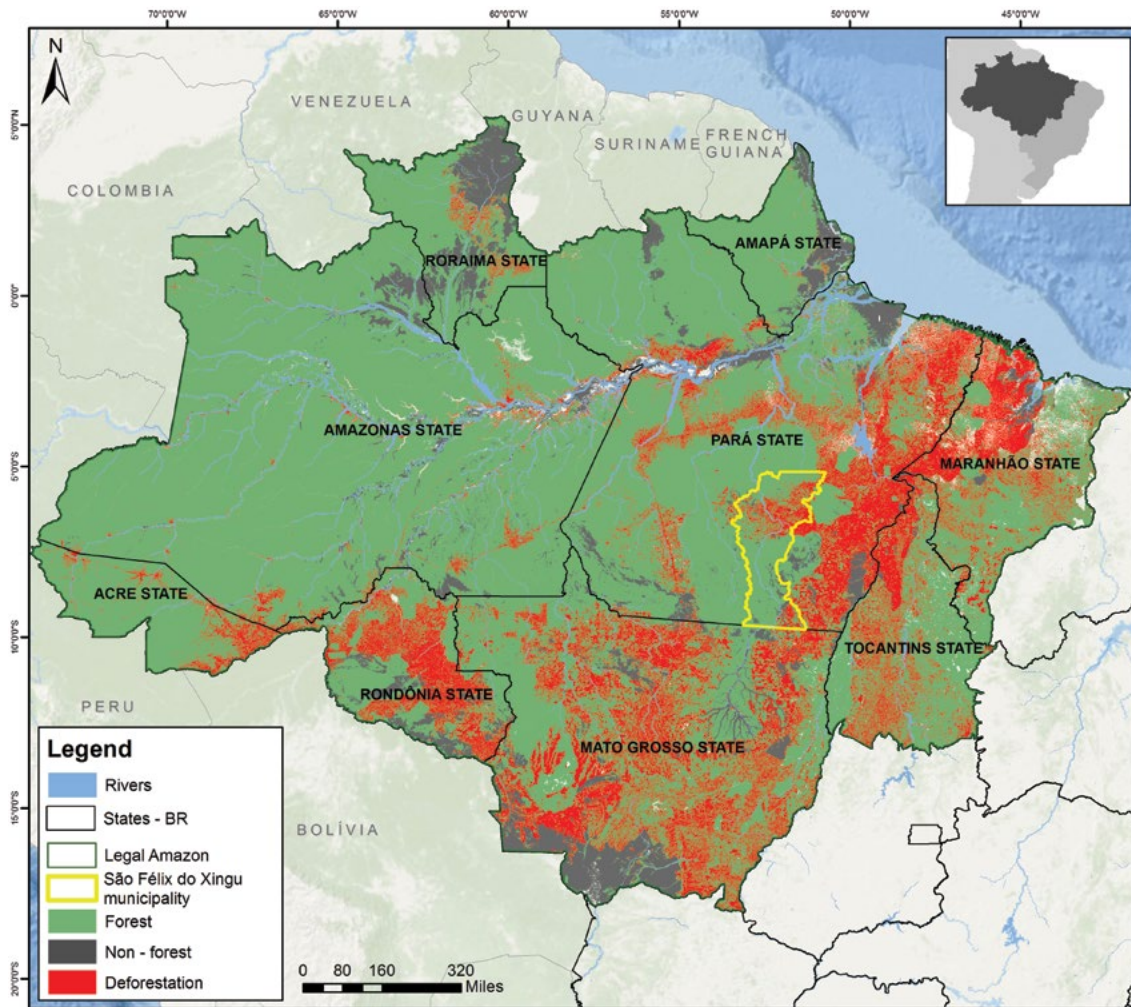 70°0'0"W
65°0'0"W
60°0'0"W
55°0'0"W
50°0'0"W
45°0'0"W
N
5°0'0"N
0°0'0"
5°0'0"S
10°0'0"S
15°0'0"S
20°0'0"S
VENEZUELA
GUYANA
SURINAME
FRENCH
GUIANA
COLOMBIA
RORAIMA STATE
AMAPÁ STATE
AMAZONAS STATE
PARÁ STATE
MARANHÃO STATE
ACRE STATE
TOCANTINS STATE
RONDÔNIA STATE
PERU
MATO GROSSO STATE
BOLÍVIA
Legend
Rivers
States - BR
Legal Amazon
São Félix do Xingu
municipality
Forest
Non - forest
Deforestation
0 80 160 320
Miles